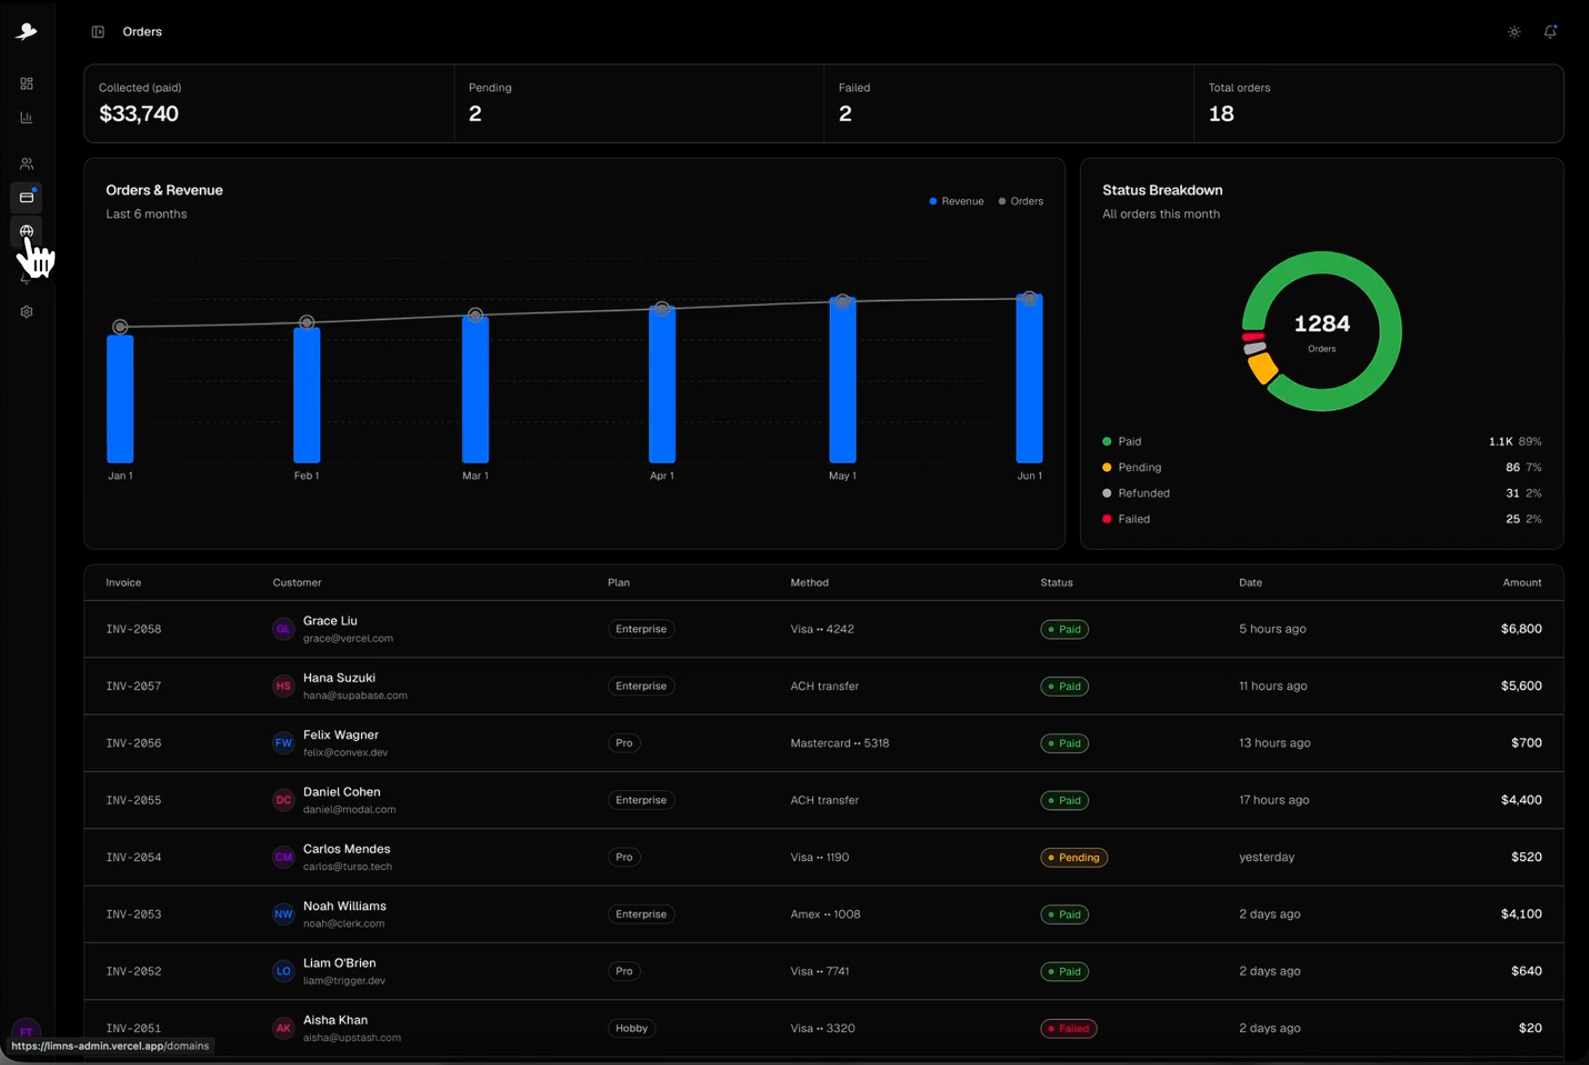 Orders
Collected (paid)
$33,740
Pending
2
Failed
2
Total orders
18
Orders & Revenue
Last 6 months
Revenue
Orders
Jan 1
Feb 1
Mar 1
Apr 1
May 1
Jun 1
Status Breakdown
All orders this month
1284
Orders
Paid 1.1K 89%
Pending 86 7%
Refunded 31 2%
Failed 25 2%
Invoice Customer Plan Method Status Date Amount
INV-2058 GL Grace Liu Enterprise Visa •• 4242 Paid 5 hours ago $6,800
grace@vercel.com
INV-2057 HS Hana Suzuki Enterprise ACH transfer Paid 11 hours ago $5,600
hana@supabase.com
INV-2056 FW Felix Wagner Pro Mastercard •• 5318 Paid 13 hours ago $700
felix@convex.dev
INV-2055 DC Daniel Cohen Enterprise ACH transfer Paid 17 hours ago $4,400
daniel@modal.com
INV-2054 CM Carlos Mendes Pro Visa •• 1190 Pending yesterday $520
carlos@turso.tech
INV-2053 NW Noah Williams Enterprise Amex •• 1008 Paid 2 days ago $4,100
noah@clerk.com
INV-2052 LO Liam O'Brien Pro Visa •• 7741 Paid 2 days ago $640
liam@trigger.dev
INV-2051 AK Aisha Khan Hobby Visa •• 3320 Failed 2 days ago $20
aisha@upstash.com
FT
https://limns-admin.vercel.app/domains